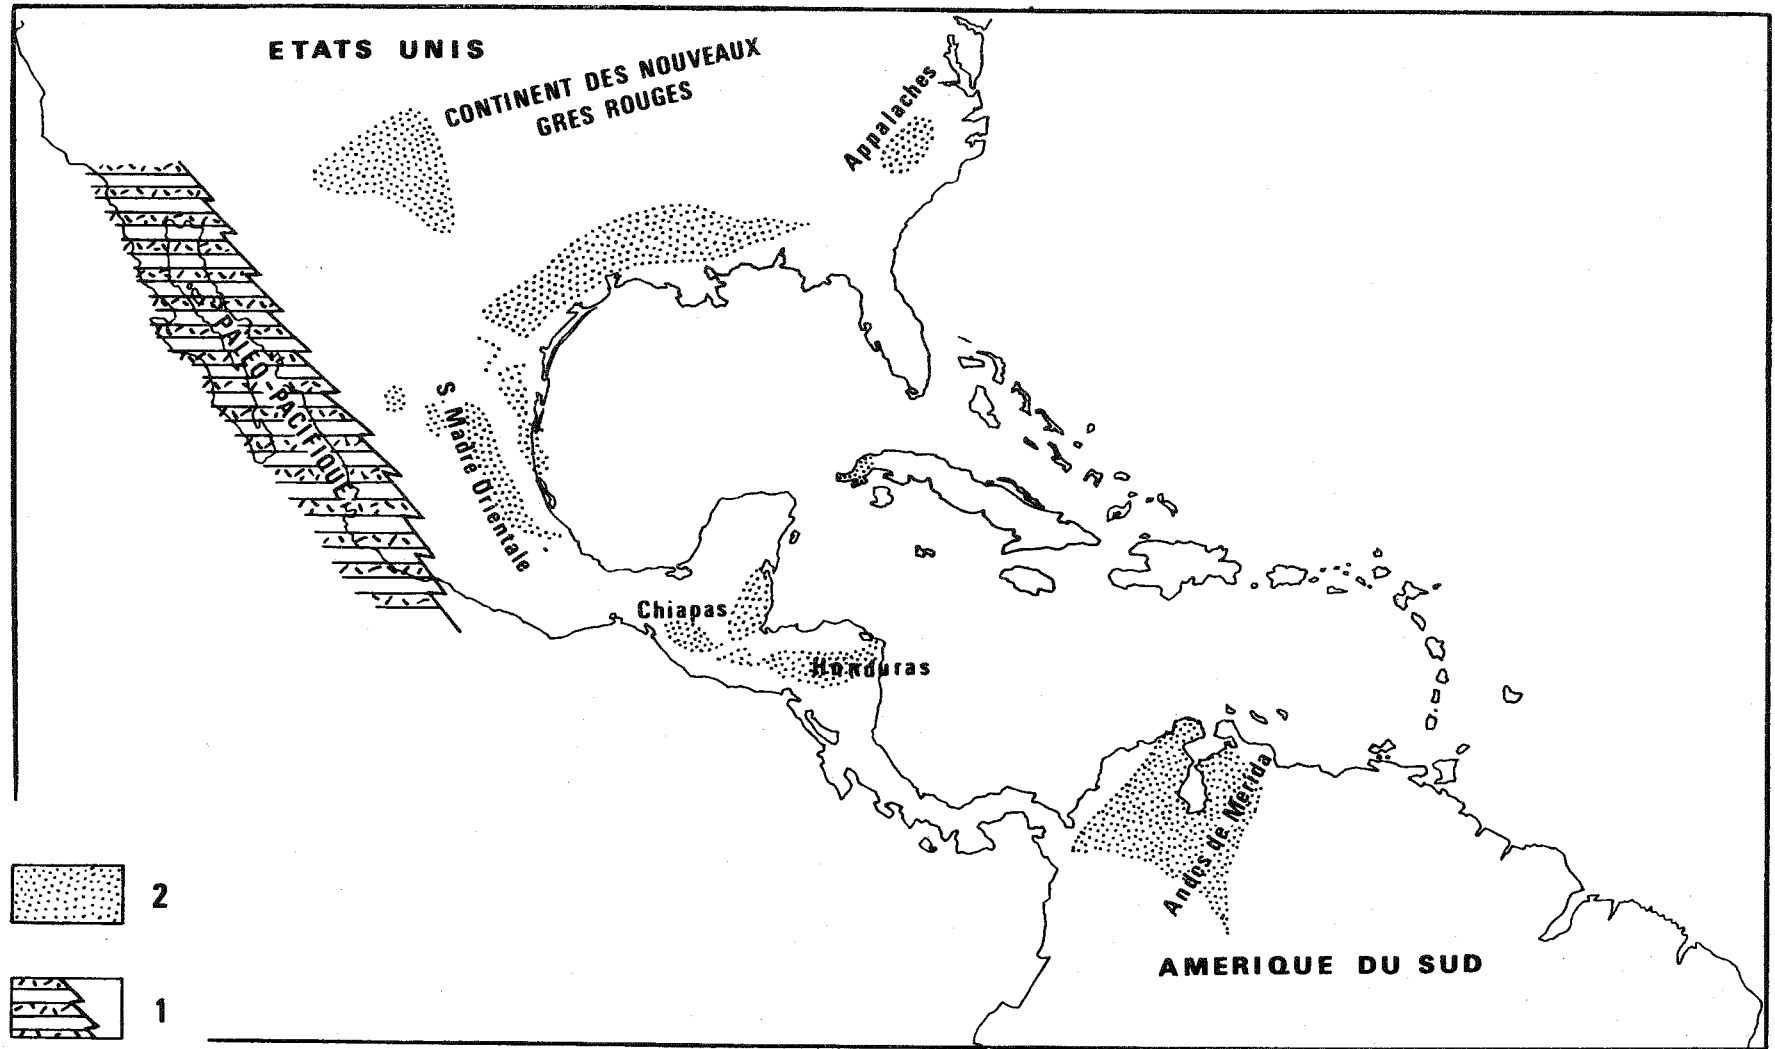 ETATS UNIS
CONTINENT DES NOUVEAUX
GRES ROUGES
Appalaches
PALEO-PACIFIQUE
S Madre Orientale
Chiapas
Honduras
Andes de Mérida
AMERIQUE DU SUD
2
1